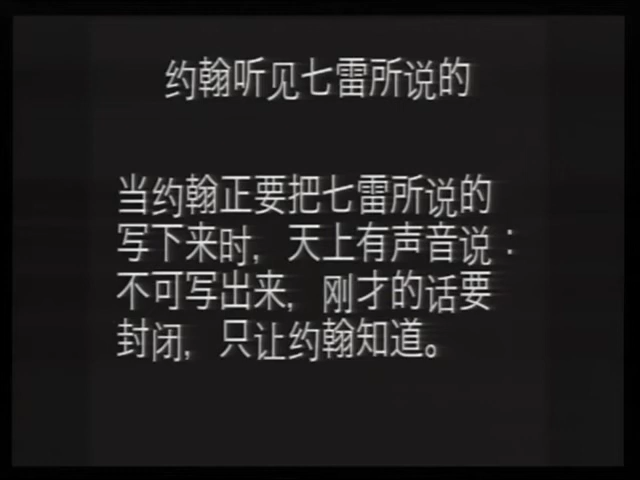 约翰听见七雷所说的
当约翰正要把七雷所说的
写下来时，天上有声音说：
不可写出来，刚才的话要
封闭，只让约翰知道。